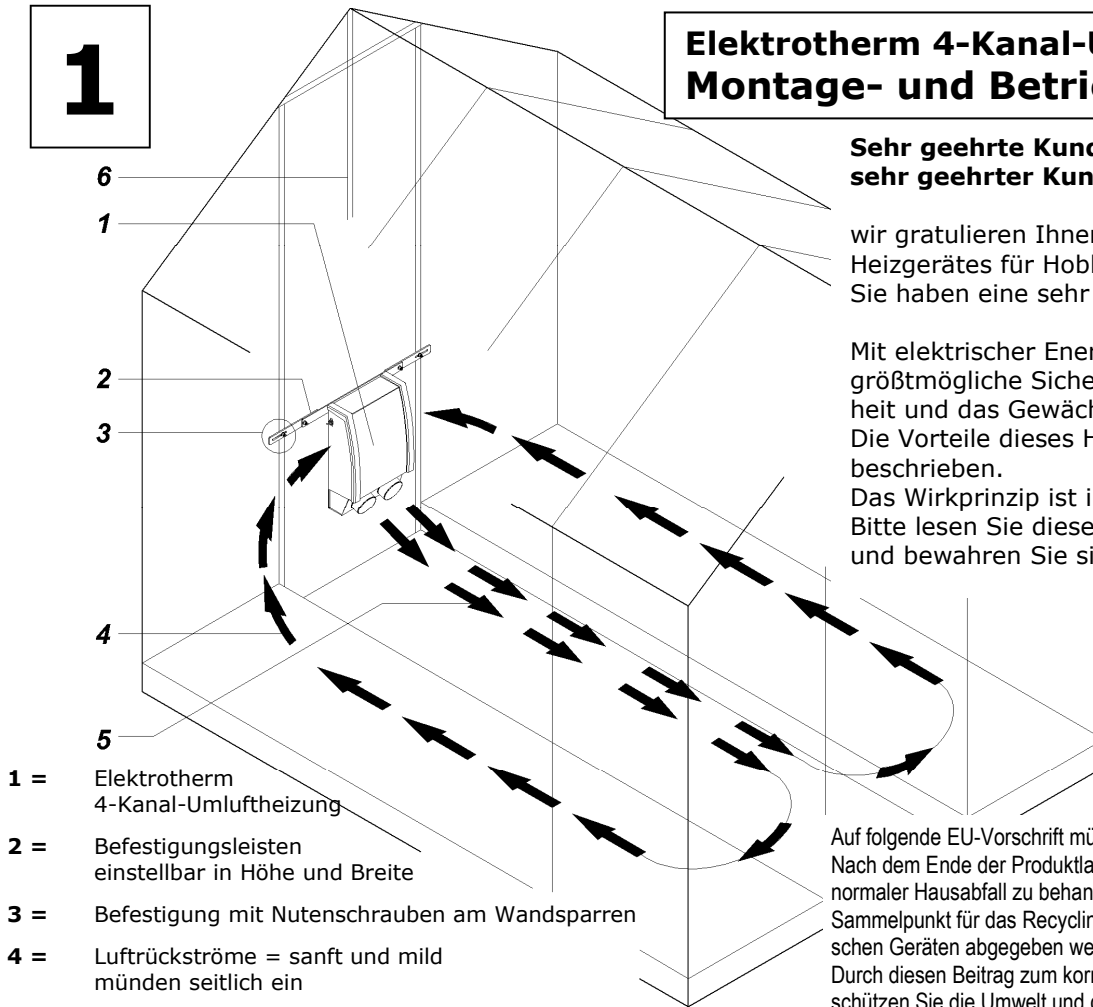 1
Elektrotherm 4-Kanal-U
Montage- und Betrie
Sehr geehrte Kund
sehr geehrter Kun
wir gratulieren Ihnen
Heizgerätes für Hob
Sie haben eine sehr
Mit elektrischer Ener
größtmögliche Siche
heit und das Gewäch
Die Vorteile dieses H
beschrieben.
Das Wirkprinzip ist i
Bitte lesen Sie diese
und bewahren Sie si
6
1
2
3
4
5
1 = Elektrotherm
4-Kanal-Umluftheizung
2 = Befestigungsleisten
einstellbar in Höhe und Breite
3 = Befestigung mit Nutenschrauben am Wandsparren
4 = Luftrückströme = sanft und mild
münden seitlich ein
Auf folgende EU-Vorschrift mü
Nach dem Ende der Produktla
normaler Hausabfall zu behan
Sammelpunkt für das Recyclin
schen Geräten abgegeben we
Durch diesen Beitrag zum kor
schützen Sie die Umwelt und